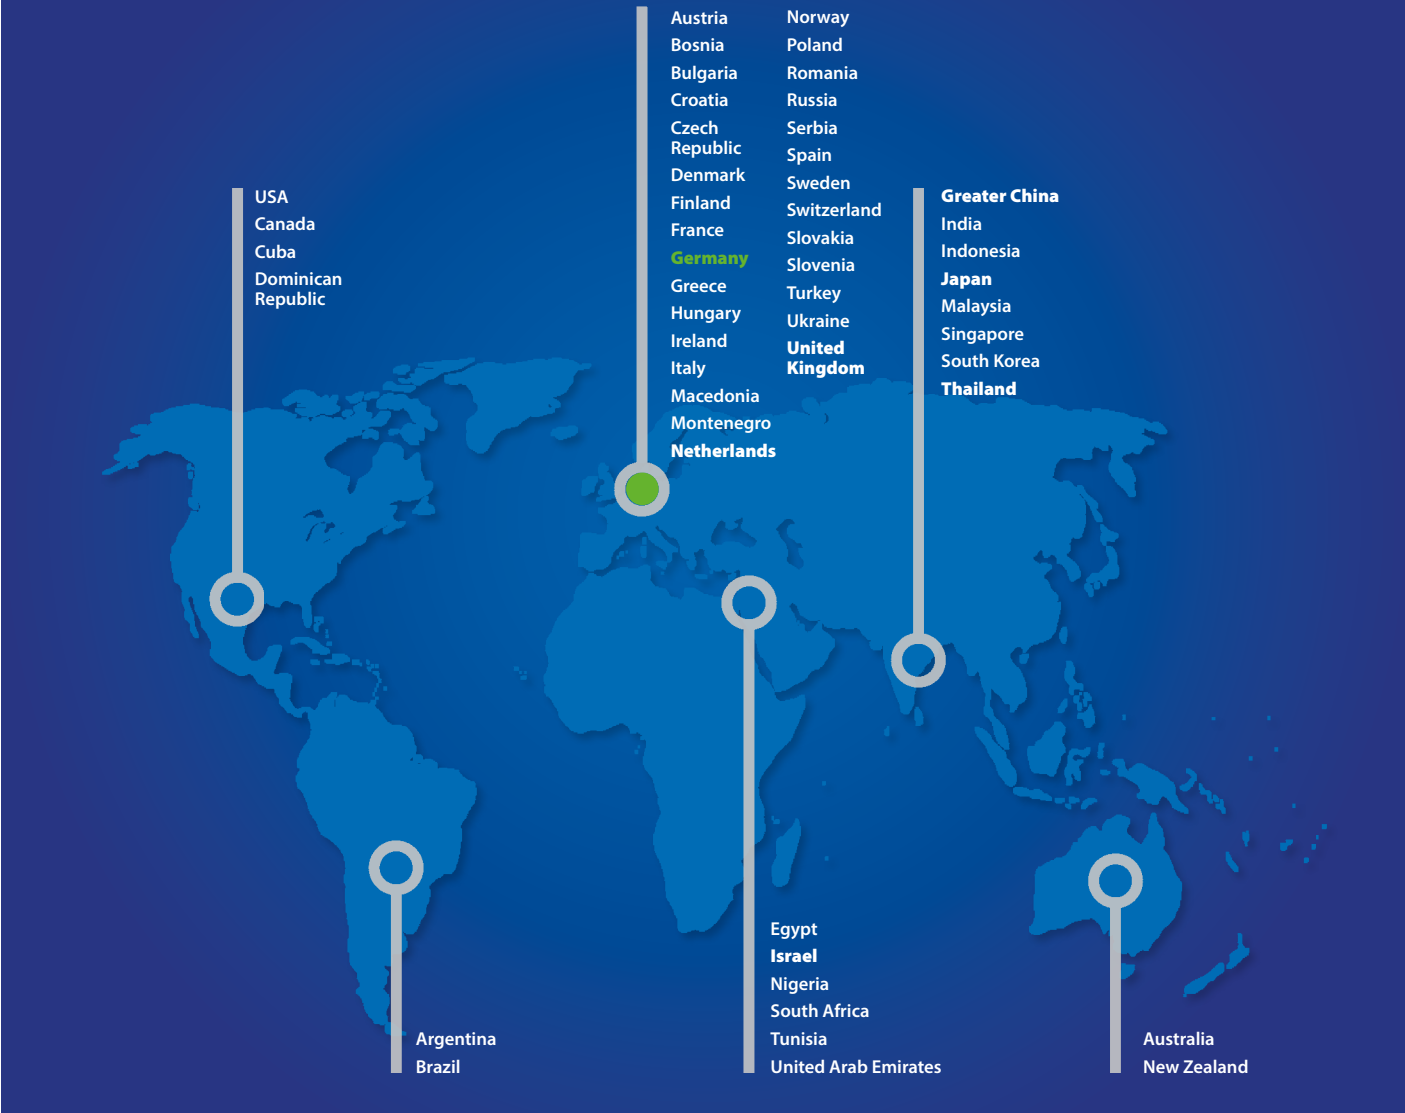 Austria
Bosnia
Bulgaria
Croatia
Czech
Republic
Denmark
Finland
France
Germany
Greece
Hungary
Ireland
Italy
Macedonia
Montenegro
Netherlands
Norway
Poland
Romania
Russia
Serbia
Spain
Sweden
Switzerland
Slovakia
Slovenia
Turkey
Ukraine
United
Kingdom
USA
Canada
Cuba
Dominican
Republic
Greater China
India
Indonesia
Japan
Malaysia
Singapore
South Korea
Thailand
Egypt
Israel
Nigeria
South Africa
Tunisia
United Arab Emirates
Argentina
Brazil
Australia
New Zealand